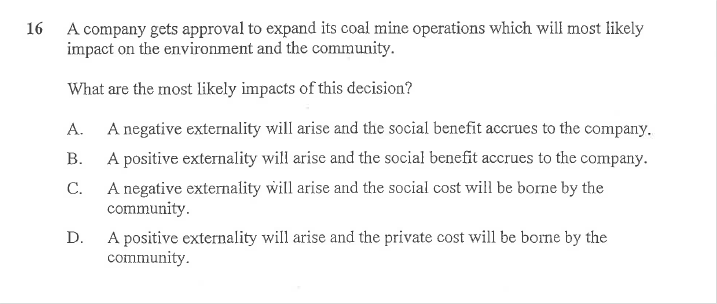 16 A company gets approval to expand its coal mine operations which will most likely
impact on the environment and the community.
What are the most likely impacts of this decision?
A. A negative externality will arise and the social benefit accrues to the company.
B. A positive externality will arise and the social benefit accrues to the company.
C. A negative externality will arise and the social cost will be borne by the
community.
D. A positive externality will arise and the private cost will be borne by the
community.